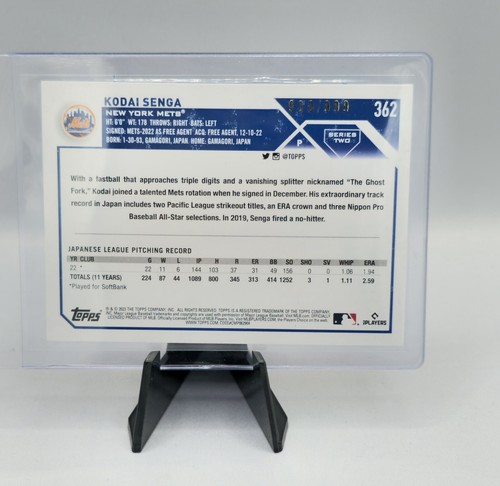 KODAI SENGA
NEW YORK METS®
HT: 6'0" WT: 178 THROWS: RIGHT BATS: LEFT
SIGNED: METS-2022 AS FREE AGENT ACQ: FREE AGENT, 12-10-22
BORN: 1-30-93, GAMAGORI, JAPAN. HOME: GAMAGORI, JAPAN
362
P
SERIES
TWO
@TOPPS
With a fastball that approaches triple digits and a vanishing splitter nicknamed "The Ghost
Fork," Kodai joined a talented Mets rotation when he signed in December. His extraordinary track
record in Japan includes two Pacific League strikeout titles, an ERA crown and three Nippon Pro
Baseball All-Star selections. In 2019, Senga fired a no-hitter.
JAPANESE LEAGUE PITCHING RECORD
YR CLUB G W L IP H R ER BB SO SHO S WHIP ERA
22 * 22 11 6 144 103 37 31 49 156 0 0 1.06 1.94
TOTALS (11 YEARS) 224 87 44 1089 800 345 313 414 1252 3 1 1.11 2.59
*Played for SoftBank
Topps
MLB PLAYERS